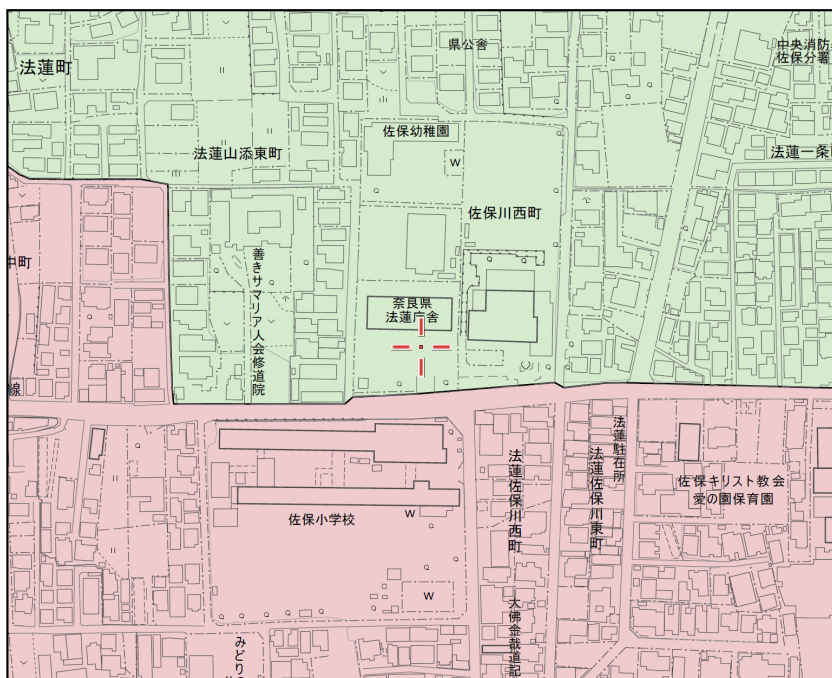 県公舎
中央消防
佐保分署
法蓮町
佐保幼稚園
W
法蓮山添東町
法蓮一条
佐保川西町
中町
善きサマリア人会修道院
奈良県
法蓮庁舎
線
法蓮駐在所
法蓮佐保川西町
法蓮佐保川東町
佐保キリスト教会
愛の園保育園
佐保小学校
W
W
大佛金哉道記
みどり